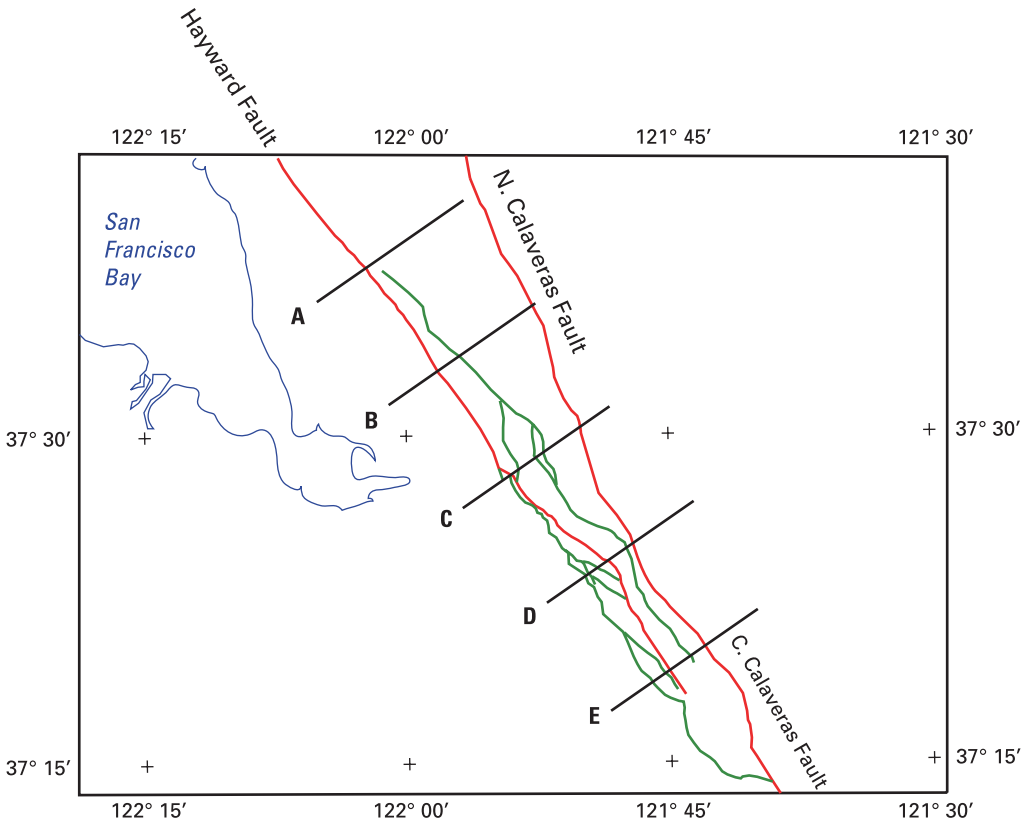 Hayward Fault
122° 15′
122° 00′
121° 45′
121° 30′
San
Francisco
Bay
N. Calaveras Fault
A
B
37° 30′
37° 30′
C
D
C. Calaveras Fault
E
37° 15′
37° 15′
122° 15′
122° 00′
121° 45′
121° 30′